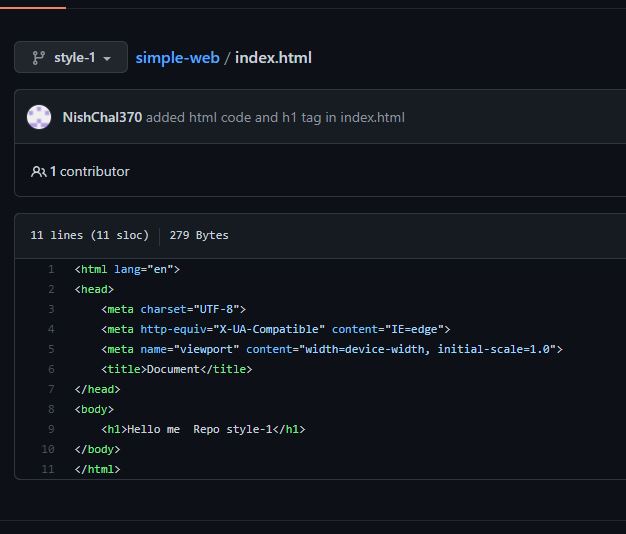 style-1 simple-web / index.html
NishChal370 added html code and h1 tag in index.html
1 contributor
11 lines (11 sloc) 279 Bytes
1 <html lang="en">
2 <head>
3 <meta charset="UTF-8">
4 <meta http-equiv="X-UA-Compatible" content="IE=edge">
5 <meta name="viewport" content="width=device-width, initial-scale=1.0">
6 <title>Document</title>
7 </head>
8 <body>
9 <h1>Hello me  Repo style-1</h1>
10 </body>
11 </html>